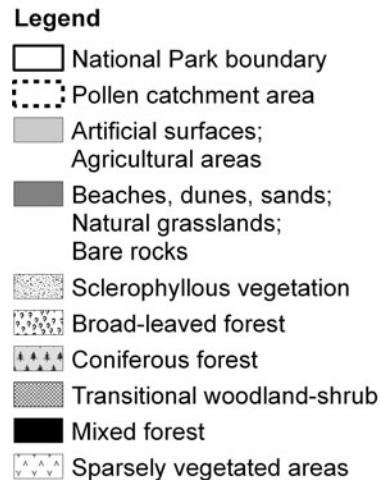 Legend
National Park boundary
Pollen catchment area
Artificial surfaces;
Agricultural areas
Beaches, dunes, sands;
Natural grasslands;
Bare rocks
Sclerophyllous vegetation
Broad-leaved forest
Coniferous forest
Transitional woodland-shrub
Mixed forest
Sparsely vegetated areas